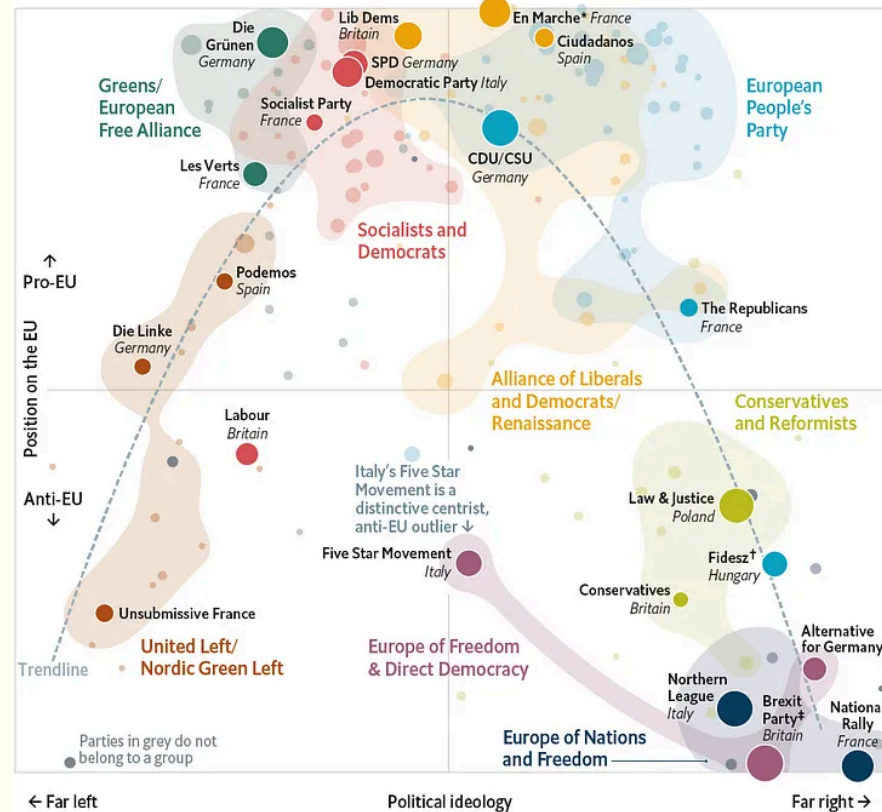 Die
Grünen
Germany
Lib Dems
Britain
En Marche* France
Ciudadanos
Spain
SPD Germany
Democratic Party Italy
Greens/
European
Free Alliance
Socialist Party
France
European
People's
Party
Les Verts
France
CDU/CSU
Germany
Socialists and
Democrats
↑
Pro-EU
Podemos
Spain
The Republicans
France
Die Linke
Germany
Position on the EU
Alliance of Liberals
and Democrats/
Renaissance
Conservatives
and Reformists
Labour
Britain
Anti-EU
↓
Italy's Five Star
Movement is a
distinctive centrist,
anti-EU outlier ↓
Law & Justice
Poland
Five Star Movement
Italy
Fidesz†
Hungary
Conservatives
Britain
Unsubmissive France
United Left/
Nordic Green Left
Trendline
Europe of Freedom
& Direct Democracy
Alternative
for Germany
Northern
League
Italy
Brexit
Party‡
Britain
National
Rally
France
Parties in grey do not
belong to a group
Europe of Nations
and Freedom
← Far left
Political ideology
Far right →